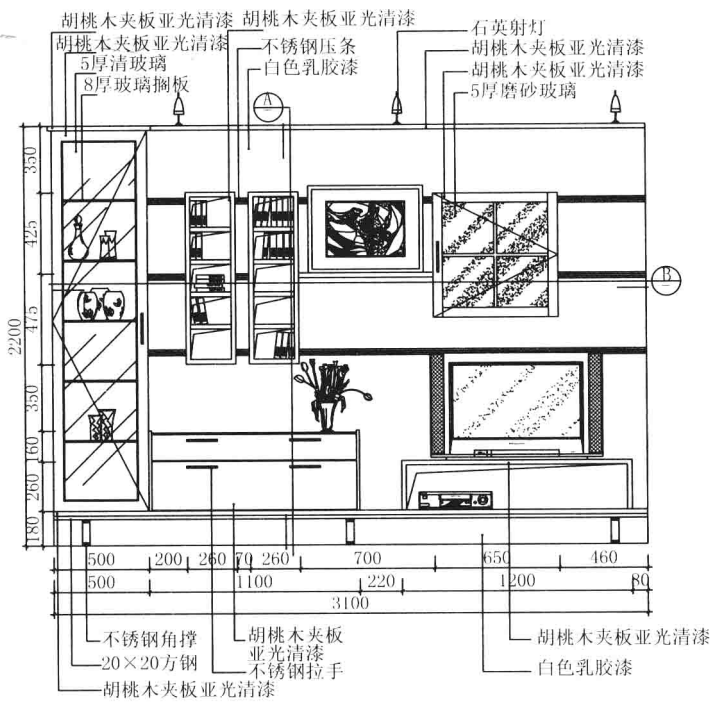 胡桃木夹板亚光清漆
胡桃木夹板亚光清漆
胡桃木夹板亚光清漆
5厚清玻璃
8厚玻璃搁板
不锈钢压条
白色乳胶漆
石英射灯
胡桃木夹板亚光清漆
胡桃木夹板亚光清漆
5厚磨砂玻璃
A
B
350
425
475
350
160
260
180
2200
500
200
260
70
260
700
650
460
500
1100
220
1200
80
3100
不锈钢角撑
20×20方钢
胡桃木夹板亚光清漆
胡桃木夹板
亚光清漆
不锈钢拉手
胡桃木夹板亚光清漆
白色乳胶漆